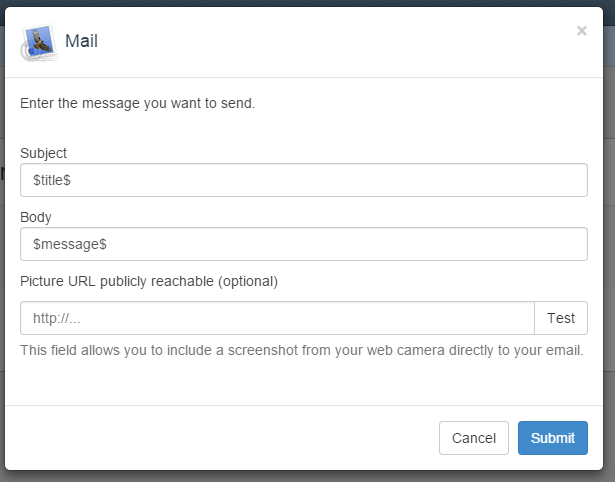 Mail
×
Enter the message you want to send.
Subject
$title$
Body
$message$
Picture URL publicly reachable (optional)
http://... Test
This field allows you to include a screenshot from your web camera directly to your email.
Cancel Submit